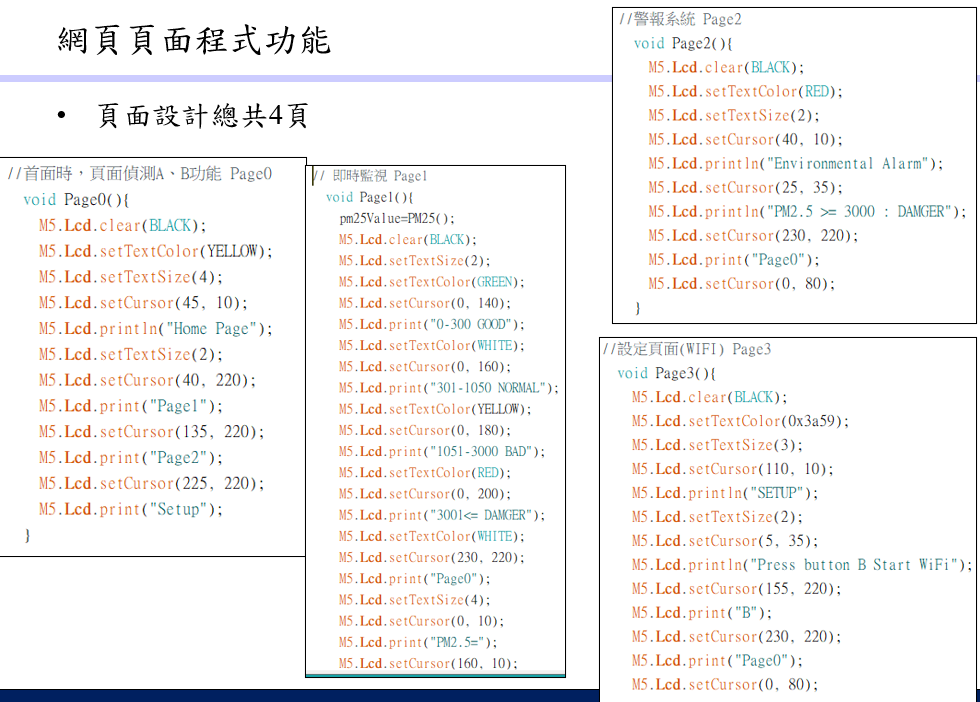 網頁頁面程式功能
• 頁面設計總共4頁
//首面時，頁面偵測A、B功能 Page0
void Page0(){
M5.Lcd.clear(BLACK);
M5.Lcd.setTextColor(YELLOW);
M5.Lcd.setTextSize(4);
M5.Lcd.setCursor(45, 10);
M5.Lcd.println("Home Page");
M5.Lcd.setTextSize(2);
M5.Lcd.setCursor(40, 220);
M5.Lcd.print("Page1");
M5.Lcd.setCursor(135, 220);
M5.Lcd.print("Page2");
M5.Lcd.setCursor(225, 220);
M5.Lcd.print("Setup");
}
// 即時監視 Page1
void Page1(){
pm25Value=PM25();
M5.Lcd.clear(BLACK);
M5.Lcd.setTextSize(2);
M5.Lcd.setTextColor(GREEN);
M5.Lcd.setCursor(0, 140);
M5.Lcd.print("0-300 GOOD");
M5.Lcd.setTextColor(WHITE);
M5.Lcd.setCursor(0, 160);
M5.Lcd.print("301-1050 NORMAL");
M5.Lcd.setTextColor(YELLOW);
M5.Lcd.setCursor(0, 180);
M5.Lcd.print("1051-3000 BAD");
M5.Lcd.setTextColor(RED);
M5.Lcd.setCursor(0, 200);
M5.Lcd.print("3001<= DAMGER");
M5.Lcd.setTextColor(WHITE);
M5.Lcd.setCursor(230, 220);
M5.Lcd.print("Page0");
M5.Lcd.setTextSize(4);
M5.Lcd.setCursor(0, 10);
M5.Lcd.print("PM2.5=");
M5.Lcd.setCursor(160, 10);
//警報系統 Page2
void Page2(){
M5.Lcd.clear(BLACK);
M5.Lcd.setTextColor(RED);
M5.Lcd.setTextSize(2);
M5.Lcd.setCursor(40, 10);
M5.Lcd.println("Environmental Alarm");
M5.Lcd.setCursor(25, 35);
M5.Lcd.println("PM2.5 >= 3000 : DAMGER");
M5.Lcd.setCursor(230, 220);
M5.Lcd.print("Page0");
M5.Lcd.setCursor(0, 80);
}
//設定頁面(WIFI) Page3
void Page3(){
M5.Lcd.clear(BLACK);
M5.Lcd.setTextColor(0x3a59);
M5.Lcd.setTextSize(3);
M5.Lcd.setCursor(110, 10);
M5.Lcd.println("SETUP");
M5.Lcd.setTextSize(2);
M5.Lcd.setCursor(5, 35);
M5.Lcd.println("Press button B Start WiFi");
M5.Lcd.setCursor(155, 220);
M5.Lcd.print("B");
M5.Lcd.setCursor(230, 220);
M5.Lcd.print("Page0");
M5.Lcd.setCursor(0, 80);